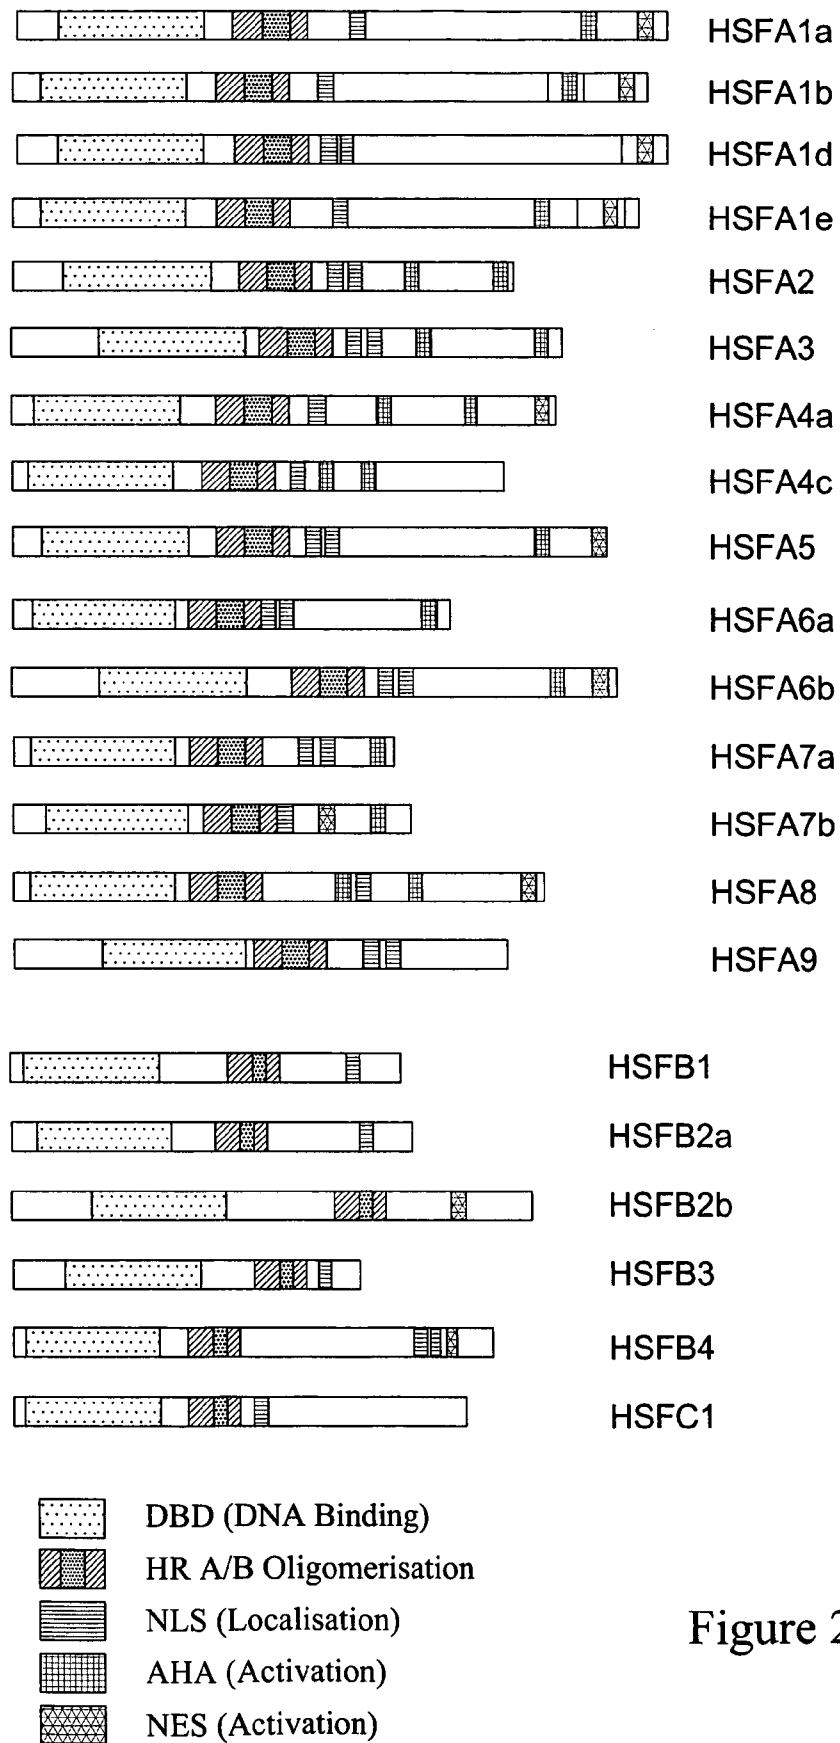 HSFA1a
HSFA1b
HSFA1d
HSFA1e
HSFA2
HSFA3
HSFA4a
HSFA4c
HSFA5
HSFA6a
HSFA6b
HSFA7a
HSFA7b
HSFA8
HSFA9
HSFB1
HSFB2a
HSFB2b
HSFB3
HSFB4
HSFC1
DBD (DNA Binding)
HR A/B Oligomerisation
NLS (Localisation)
AHA (Activation)
NES (Activation)
Figure 2